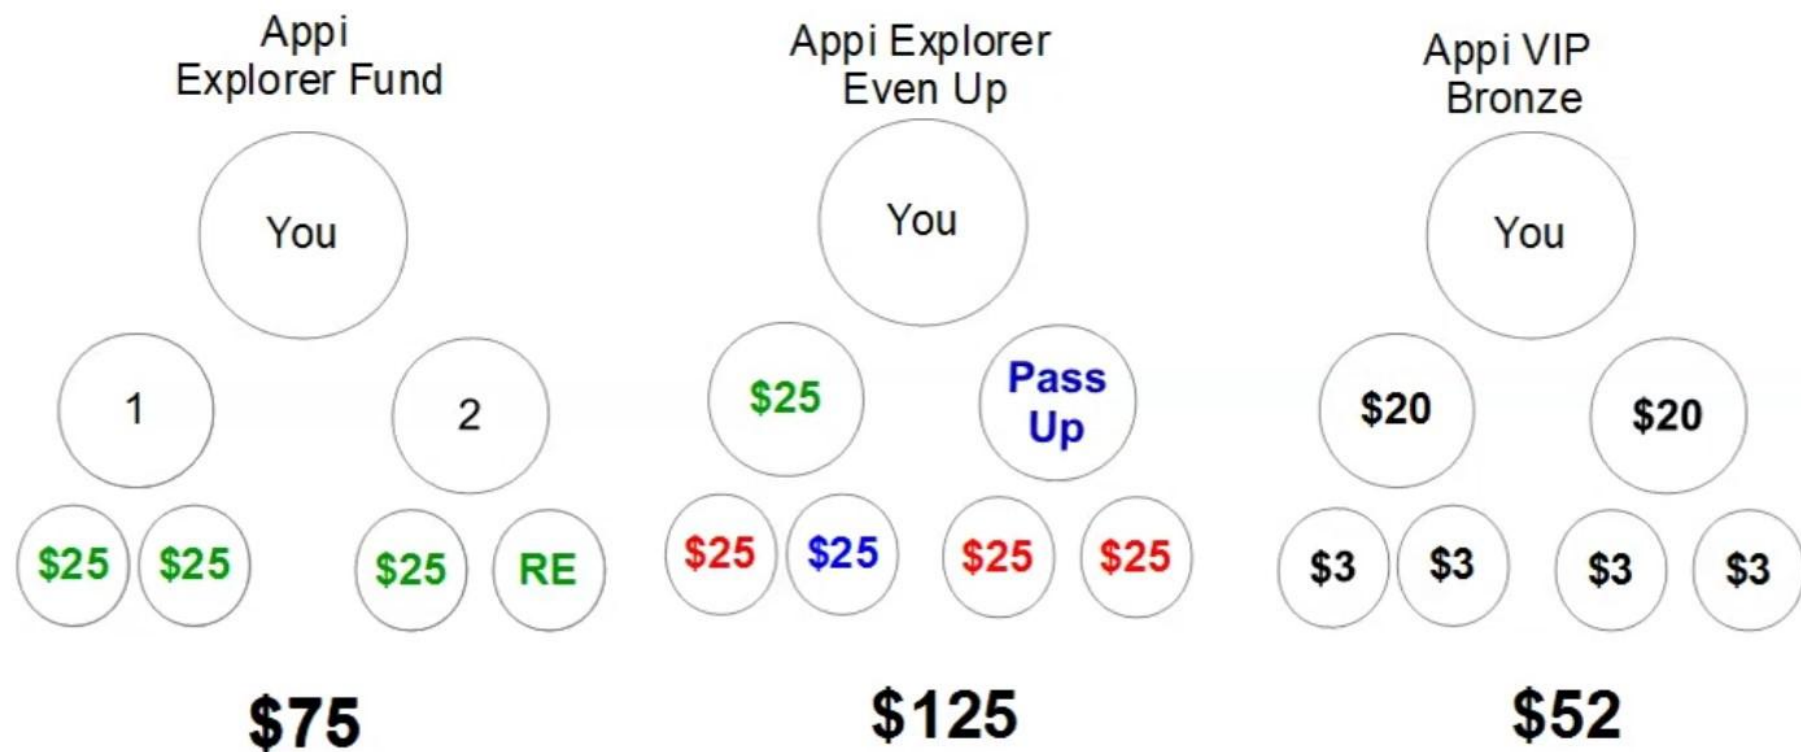 Appi
Explorer Fund
You
1
2
$25
$25
$25
RE
$75
Appi Explorer
Even Up
You
$25
Pass
Up
$25
$25
$25
$25
$125
Appi VIP
Bronze
You
$20
$20
$3
$3
$3
$3
$52